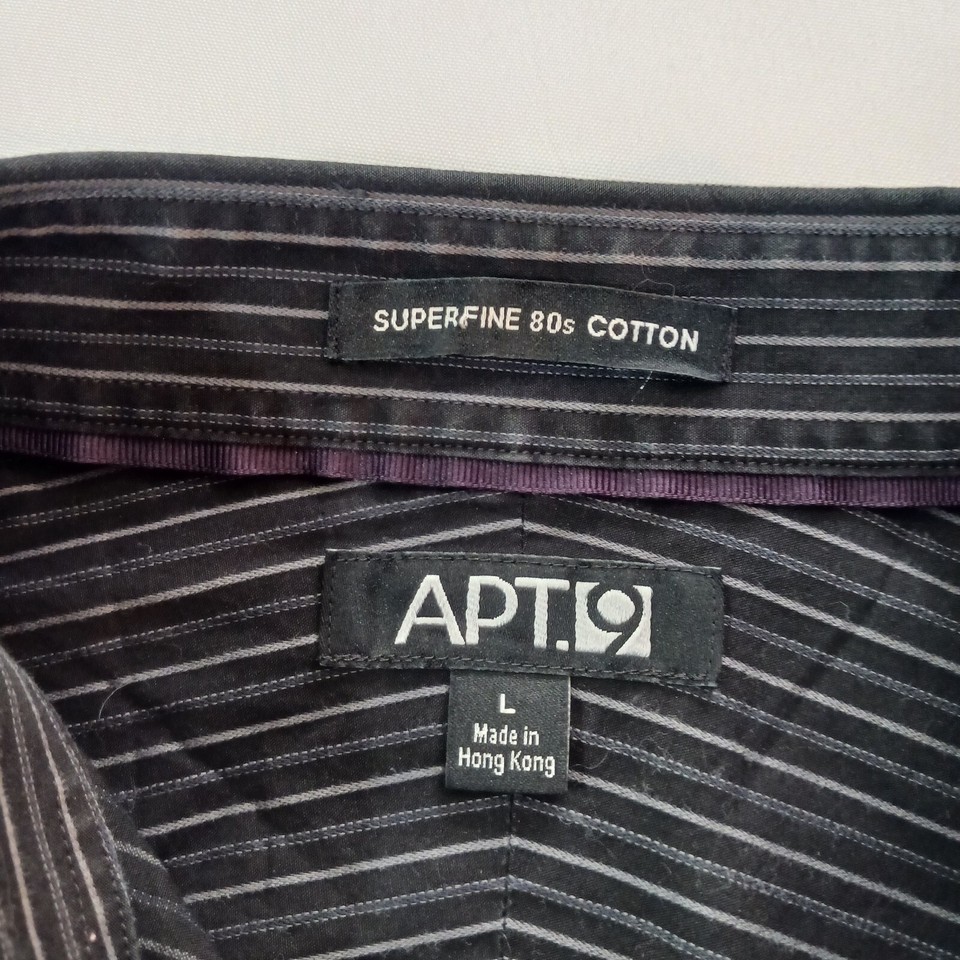 SUPERFINE 80s COTTON
APT.9
L
Made in
Hong Kong